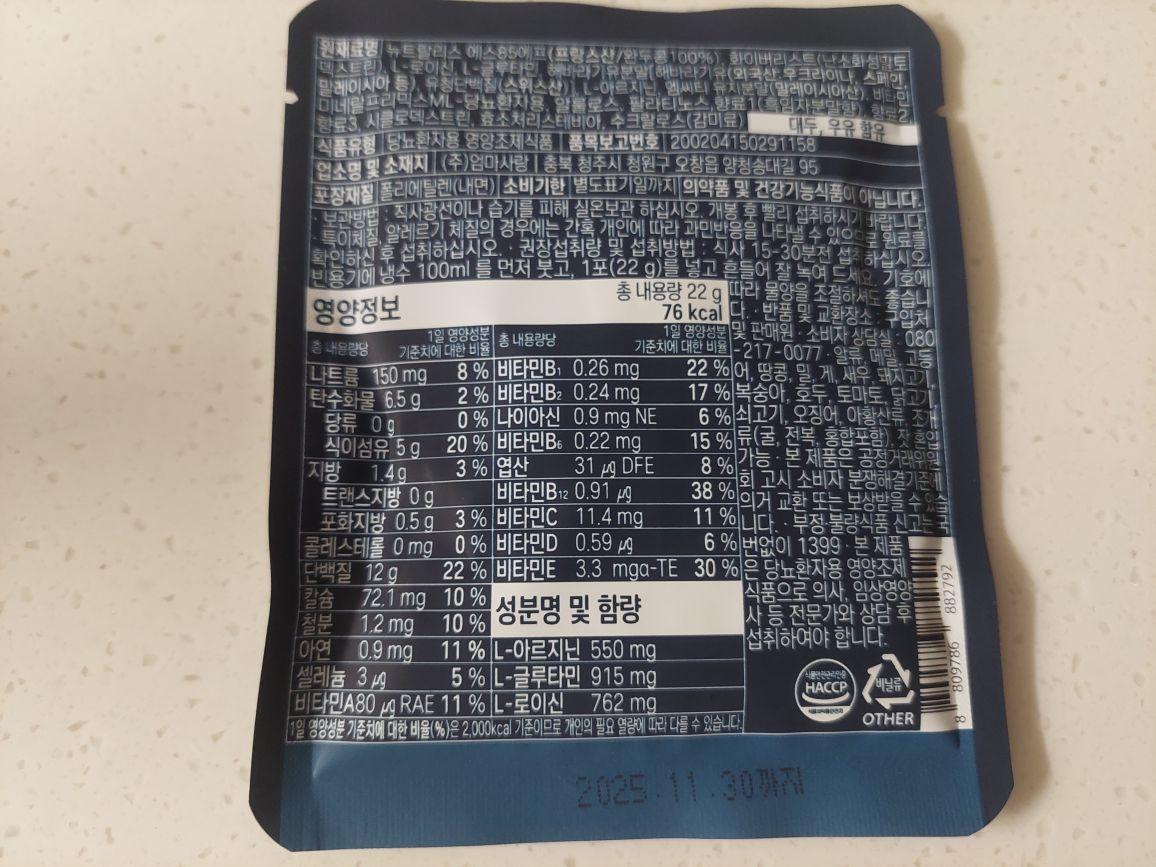 원재료명 뉴트랄리스 에스85에프(프랑스산/완두콩100%), 화이버리스트(난소화성말토
덱스트린), L-로이신, L-글루타민, 해바라기유분말[해바라기유(외국산: 우크라이나, 스페인,
말레이시아 등), 유청단백질(스위스산)], L-아르지닌, 엠씨티 유지분말(말레이시아산), 비타민
미네랄프리믹스ML-당뇨환자용, 알룰로스, 팔라티노스, 향료1(흑임자분말향), 향료2,
향료3, 시클로덱스트린, 효소처리스테비아, 수크랄로스(감미료) 대두, 우유 함유
식품유형 당뇨환자용 영양조제식품 품목보고번호 200204150291158
업소명 및 소재지 (주)엄마사랑 충북 청주시 청원구 오창읍 양청송대길 95
포장재질 폴리에틸렌(내면) 소비기한 별도표기일까지 의약품 및 건강기능식품이 아닙니다.
· 보관방법 : 직사광선이나 습기를 피해 실온보관 하십시오. 개봉 후 빨리 섭취하시기 바랍니다.
· 특이체질, 알레르기 체질의 경우에는 간혹 개인에 따라 과민반응을 나타낼 수 있으므로 원료를
확인하신 후 섭취하십시오. · 권장섭취량 및 섭취방법 : 식사 15-30분전 섭취하십시오.
비용기에 냉수 100ml 를 먼저 붓고, 1포(22 g)를 넣고 흔들어 잘 녹여 드세요. 기호에
따라 물양을 조절하셔도 좋습니
다. · 반품 및 교환장소 : 구입처
및 판매원 · 소비자 상담실 : 080
-217-0077 · 알류, 메밀, 고등
어, 땅콩, 밀, 게, 새우, 돼지고기,
복숭아, 호두, 토마토, 닭고기,
쇠고기, 오징어, 아황산류, 조개
류(굴, 전복, 홍합포함), 잣 혼입
가능 · 본 제품은 공정거래위원
회 고시 소비자 분쟁해결기준에
의거 교환 또는 보상받을 수 있습
니다. · 부정·불량식품 신고는 국
번없이 1399 · 본 제품
은 당뇨환자용 영양조제
식품으로 의사, 임상영양
사 등 전문가와 상담 후
섭취하여야 합니다.
영양정보
총 내용량 22 g
76 kcal
총 내용량당 1일 영양성분 기준치에 대한 비율
나트륨 150 mg 8 %
탄수화물 6.5 g 2 %
당류 0 g 0 %
식이섬유 5 g 20 %
지방 1.4 g 3 %
트랜스지방 0 g
포화지방 0.5 g 3 %
콜레스테롤 0 mg 0 %
단백질 12 g 22 %
칼슘 72.1 mg 10 %
철분 1.2 mg 10 %
아연 0.9 mg 11 %
셀레늄 3 μg 5 %
비타민A 80 μg RAE 11 %
총 내용량당 1일 영양성분 기준치에 대한 비율
비타민B₁ 0.26 mg 22 %
비타민B₂ 0.24 mg 17 %
나이아신 0.9 mg NE 6 %
비타민B₆ 0.22 mg 15 %
엽산 31 μg DFE 8 %
비타민B₁₂ 0.91 μg 38 %
비타민C 11.4 mg 11 %
비타민D 0.59 μg 6 %
비타민E 3.3 mgα-TE 30 %
성분명 및 함량
L-아르지닌 550 mg
L-글루타민 915 mg
L-로이신 762 mg
1일 영양성분 기준치에 대한 비율(%)은 2,000kcal 기준이므로 개인의 필요 열량에 따라 다를 수 있습니다.
HACCP
비닐류
OTHER
8 809786 882792
2025.11.30까지